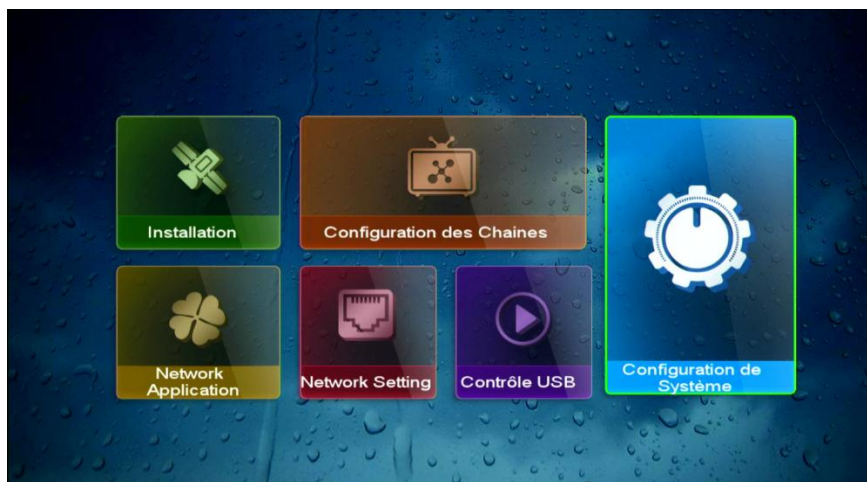 Installation
Configuration des Chaines
Network
Application
Network Setting
Contrôle USB
Configuration de
Système